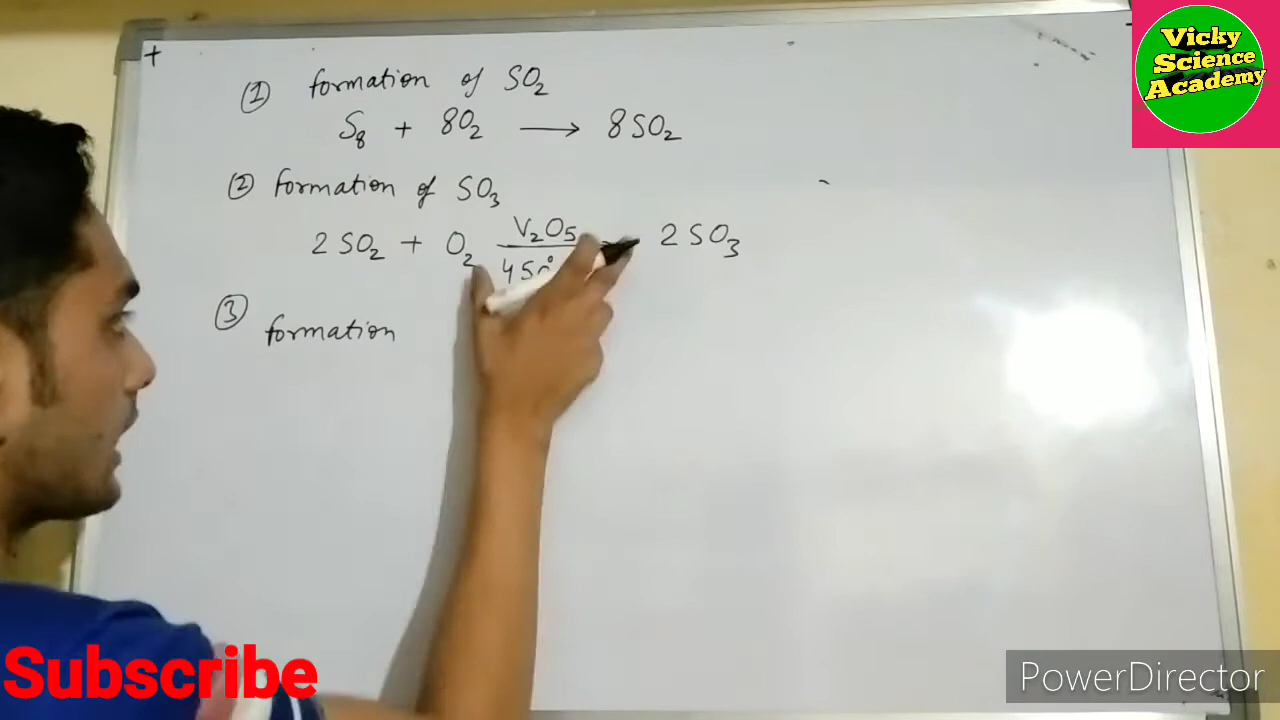 Vicky
Science
Academy
+
① formation of SO₂
S₈ + 8O₂ ⟶ 8SO₂
② formation of SO₃
V₂O₅
2SO₂ + O₂ ⟶ 2SO₃
450°
③ formation
Subscribe
PowerDirector